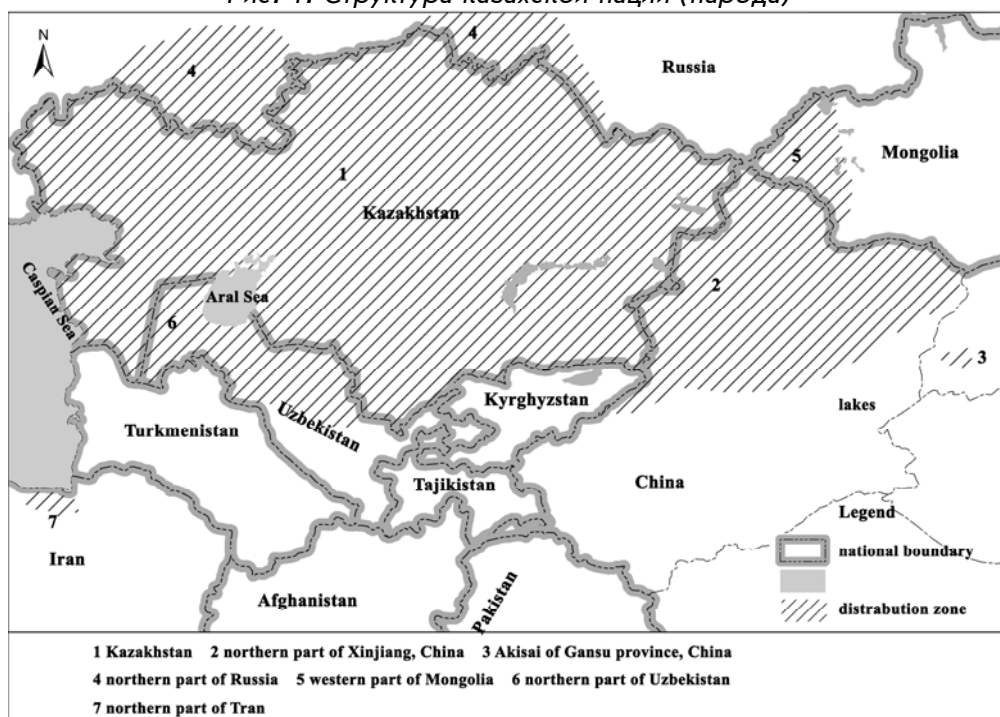 Рис. 1. Структура казахской нации (народа)
N
4
4
Russia
5
Mongolia
1
Kazakhstan
2
Caspian Sea
Aral Sea
6
3
Kyrghyzstan
lakes
Uzbekistan
Turkmenistan
Tajikistan
China
7
Legend
Iran
national boundary
Afghanistan
Pakistan
distrabution zone
1 Kazakhstan 2 northern part of Xinjiang, China 3 Akisai of Gansu province, China
4 northern part of Russia 5 western part of Mongolia 6 northern part of Uzbekistan
7 northern part of Tran